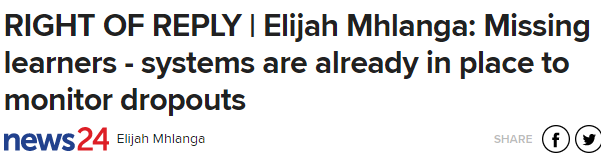 RIGHT OF REPLY | Elijah Mhlanga: Missing
learners - systems are already in place to
monitor dropouts
news24 Elijah Mhlanga SHARE